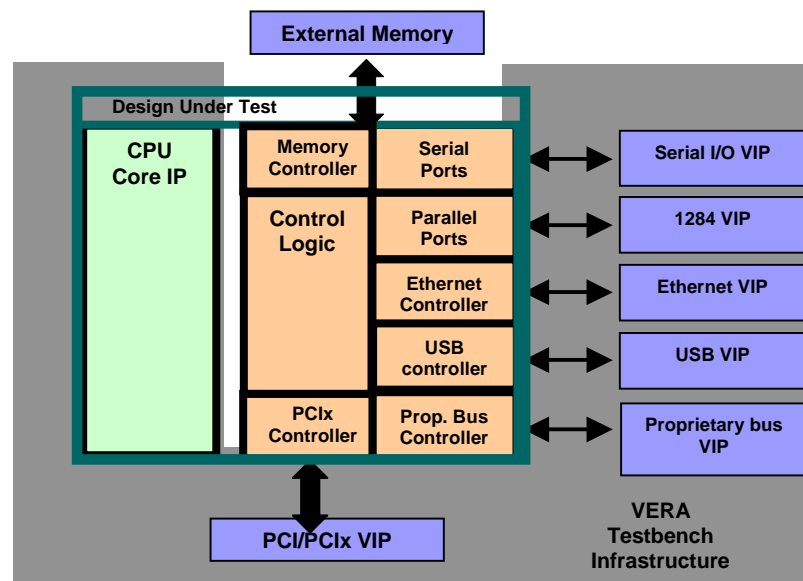 External Memory
Design Under Test
CPU
Core IP
Memory
Controller
Serial
Ports
Serial I/O VIP
Control
Logic
Parallel
Ports
1284 VIP
Ethernet
Controller
Ethernet VIP
USB
controller
USB VIP
PCIx
Controller
Prop. Bus
Controller
Proprietary bus
VIP
PCI/PCIx VIP
VERA
Testbench
Infrastructure